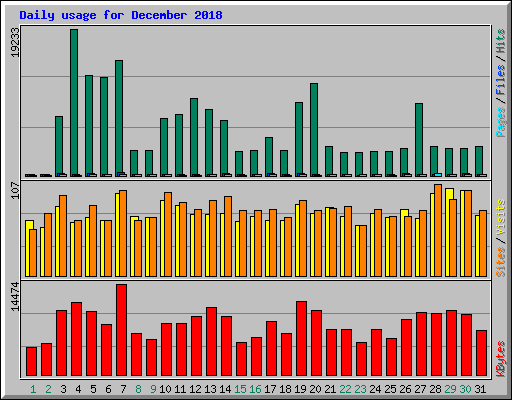 Daily usage for December 2018
19233
Pages / Files / Hits
107
Sites / Visits
14474
KBytes
1 2 3 4 5 6 7 8 9 10 11 12 13 14 15 16 17 18 19 20 21 22 23 24 25 26 27 28 29 30 31